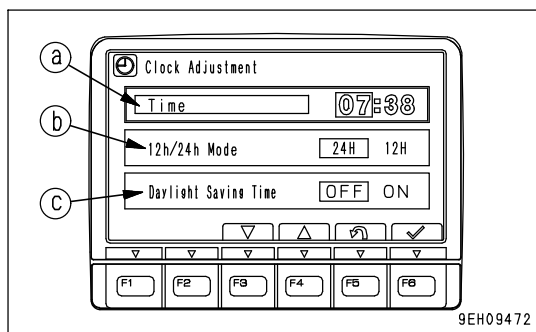 Clock Adjustment
a
Time 07:38
b
12h/24h Mode 24H 12H
c
Daylight Saving Time OFF ON
F1 F2 F3 F4 F5 F6
9EH09472